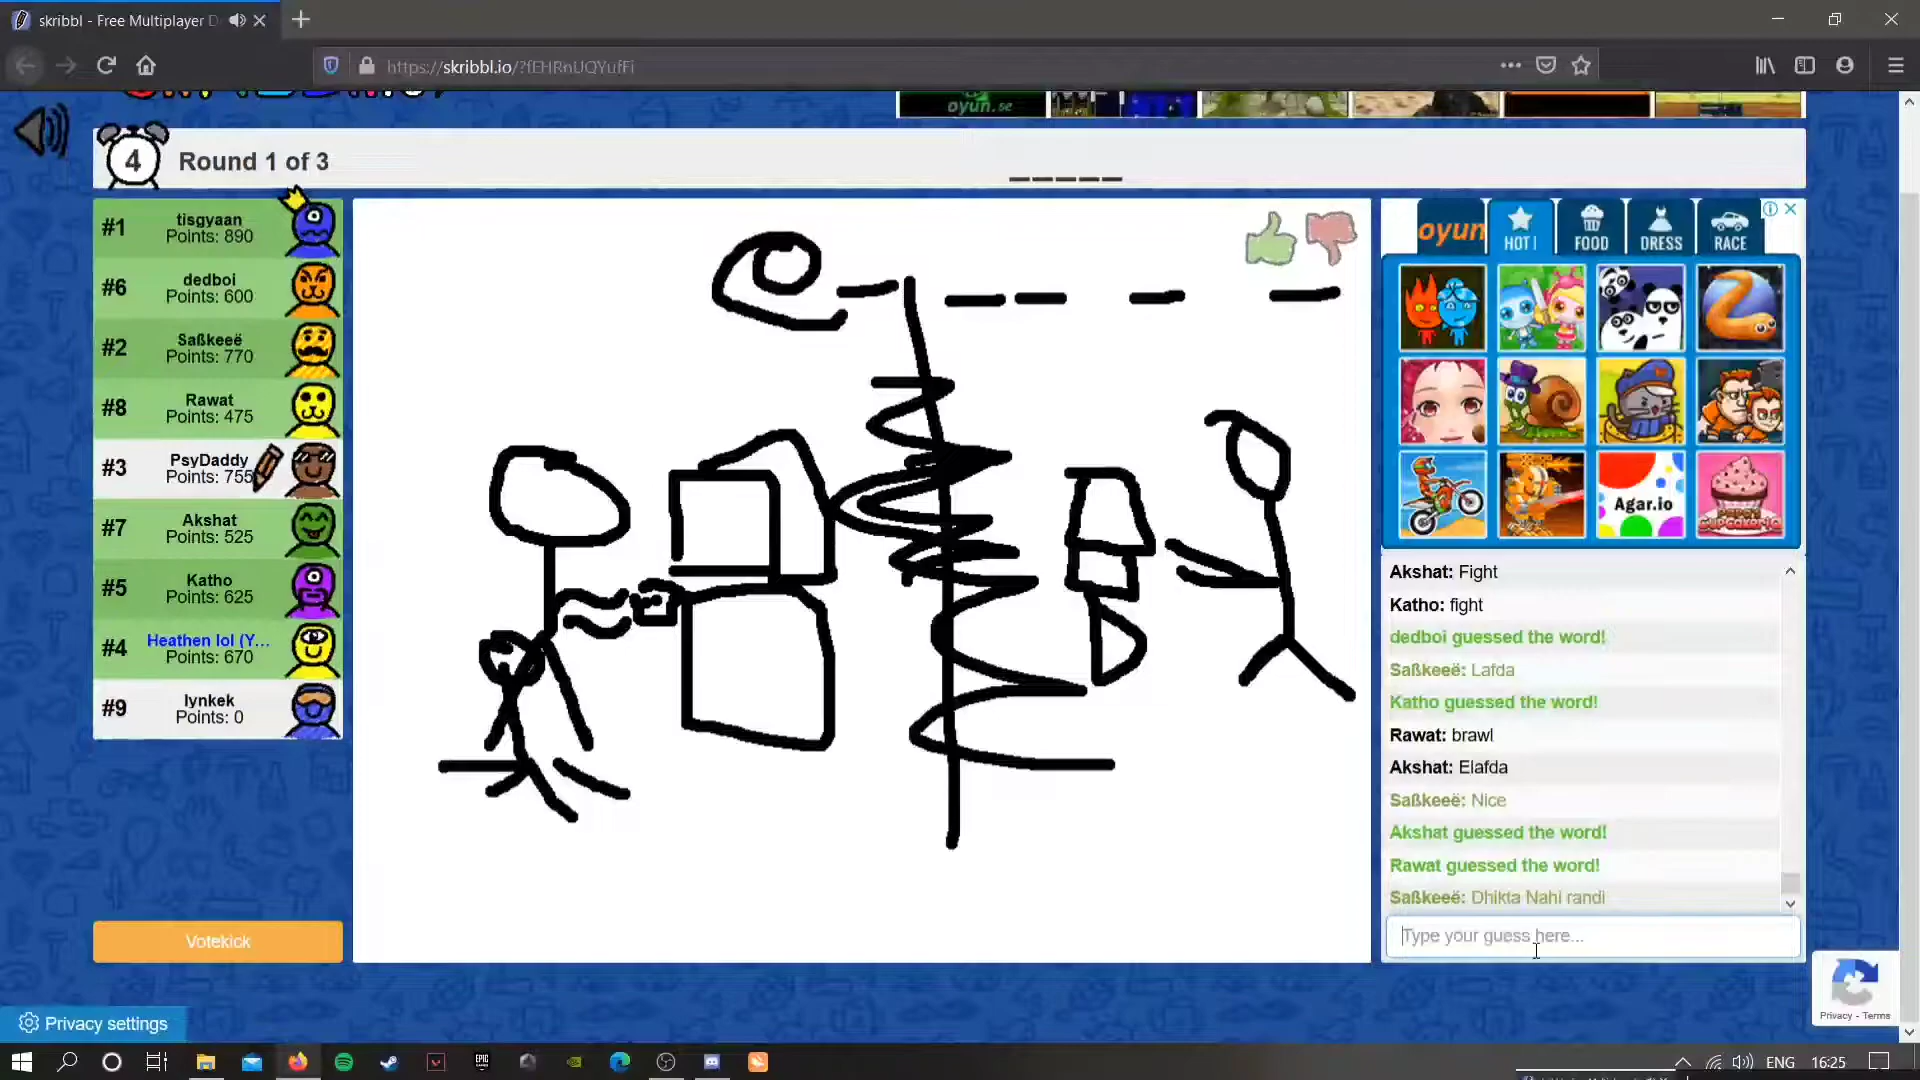 skribbl - Free Multiplayer D
https://skribbl.io/?fEHRnUQYufFi
oyun.se
4
Round 1 of 3
_____
#1 tisgyaan
Points: 890
#6 dedboi
Points: 600
#2 Saßkeeë
Points: 770
#8 Rawat
Points: 475
#3 PsyDaddy
Points: 755
#7 Akshat
Points: 525
#5 Katho
Points: 625
#4 Heathen lol (Y...
Points: 670
#9 lynkek
Points: 0
Votekick
oyun
HOT!
FOOD
DRESS
RACE
Agar.io
Akshat: Fight
Katho: fight
dedboi guessed the word!
Saßkeeë: Lafda
Katho guessed the word!
Rawat: brawl
Akshat: Elafda
Saßkeeë: Nice
Akshat guessed the word!
Rawat guessed the word!
Saßkeeë: Dhikta Nahi randi
Type your guess here...
Privacy - Terms
Privacy settings
EPIC
ENG
16:25